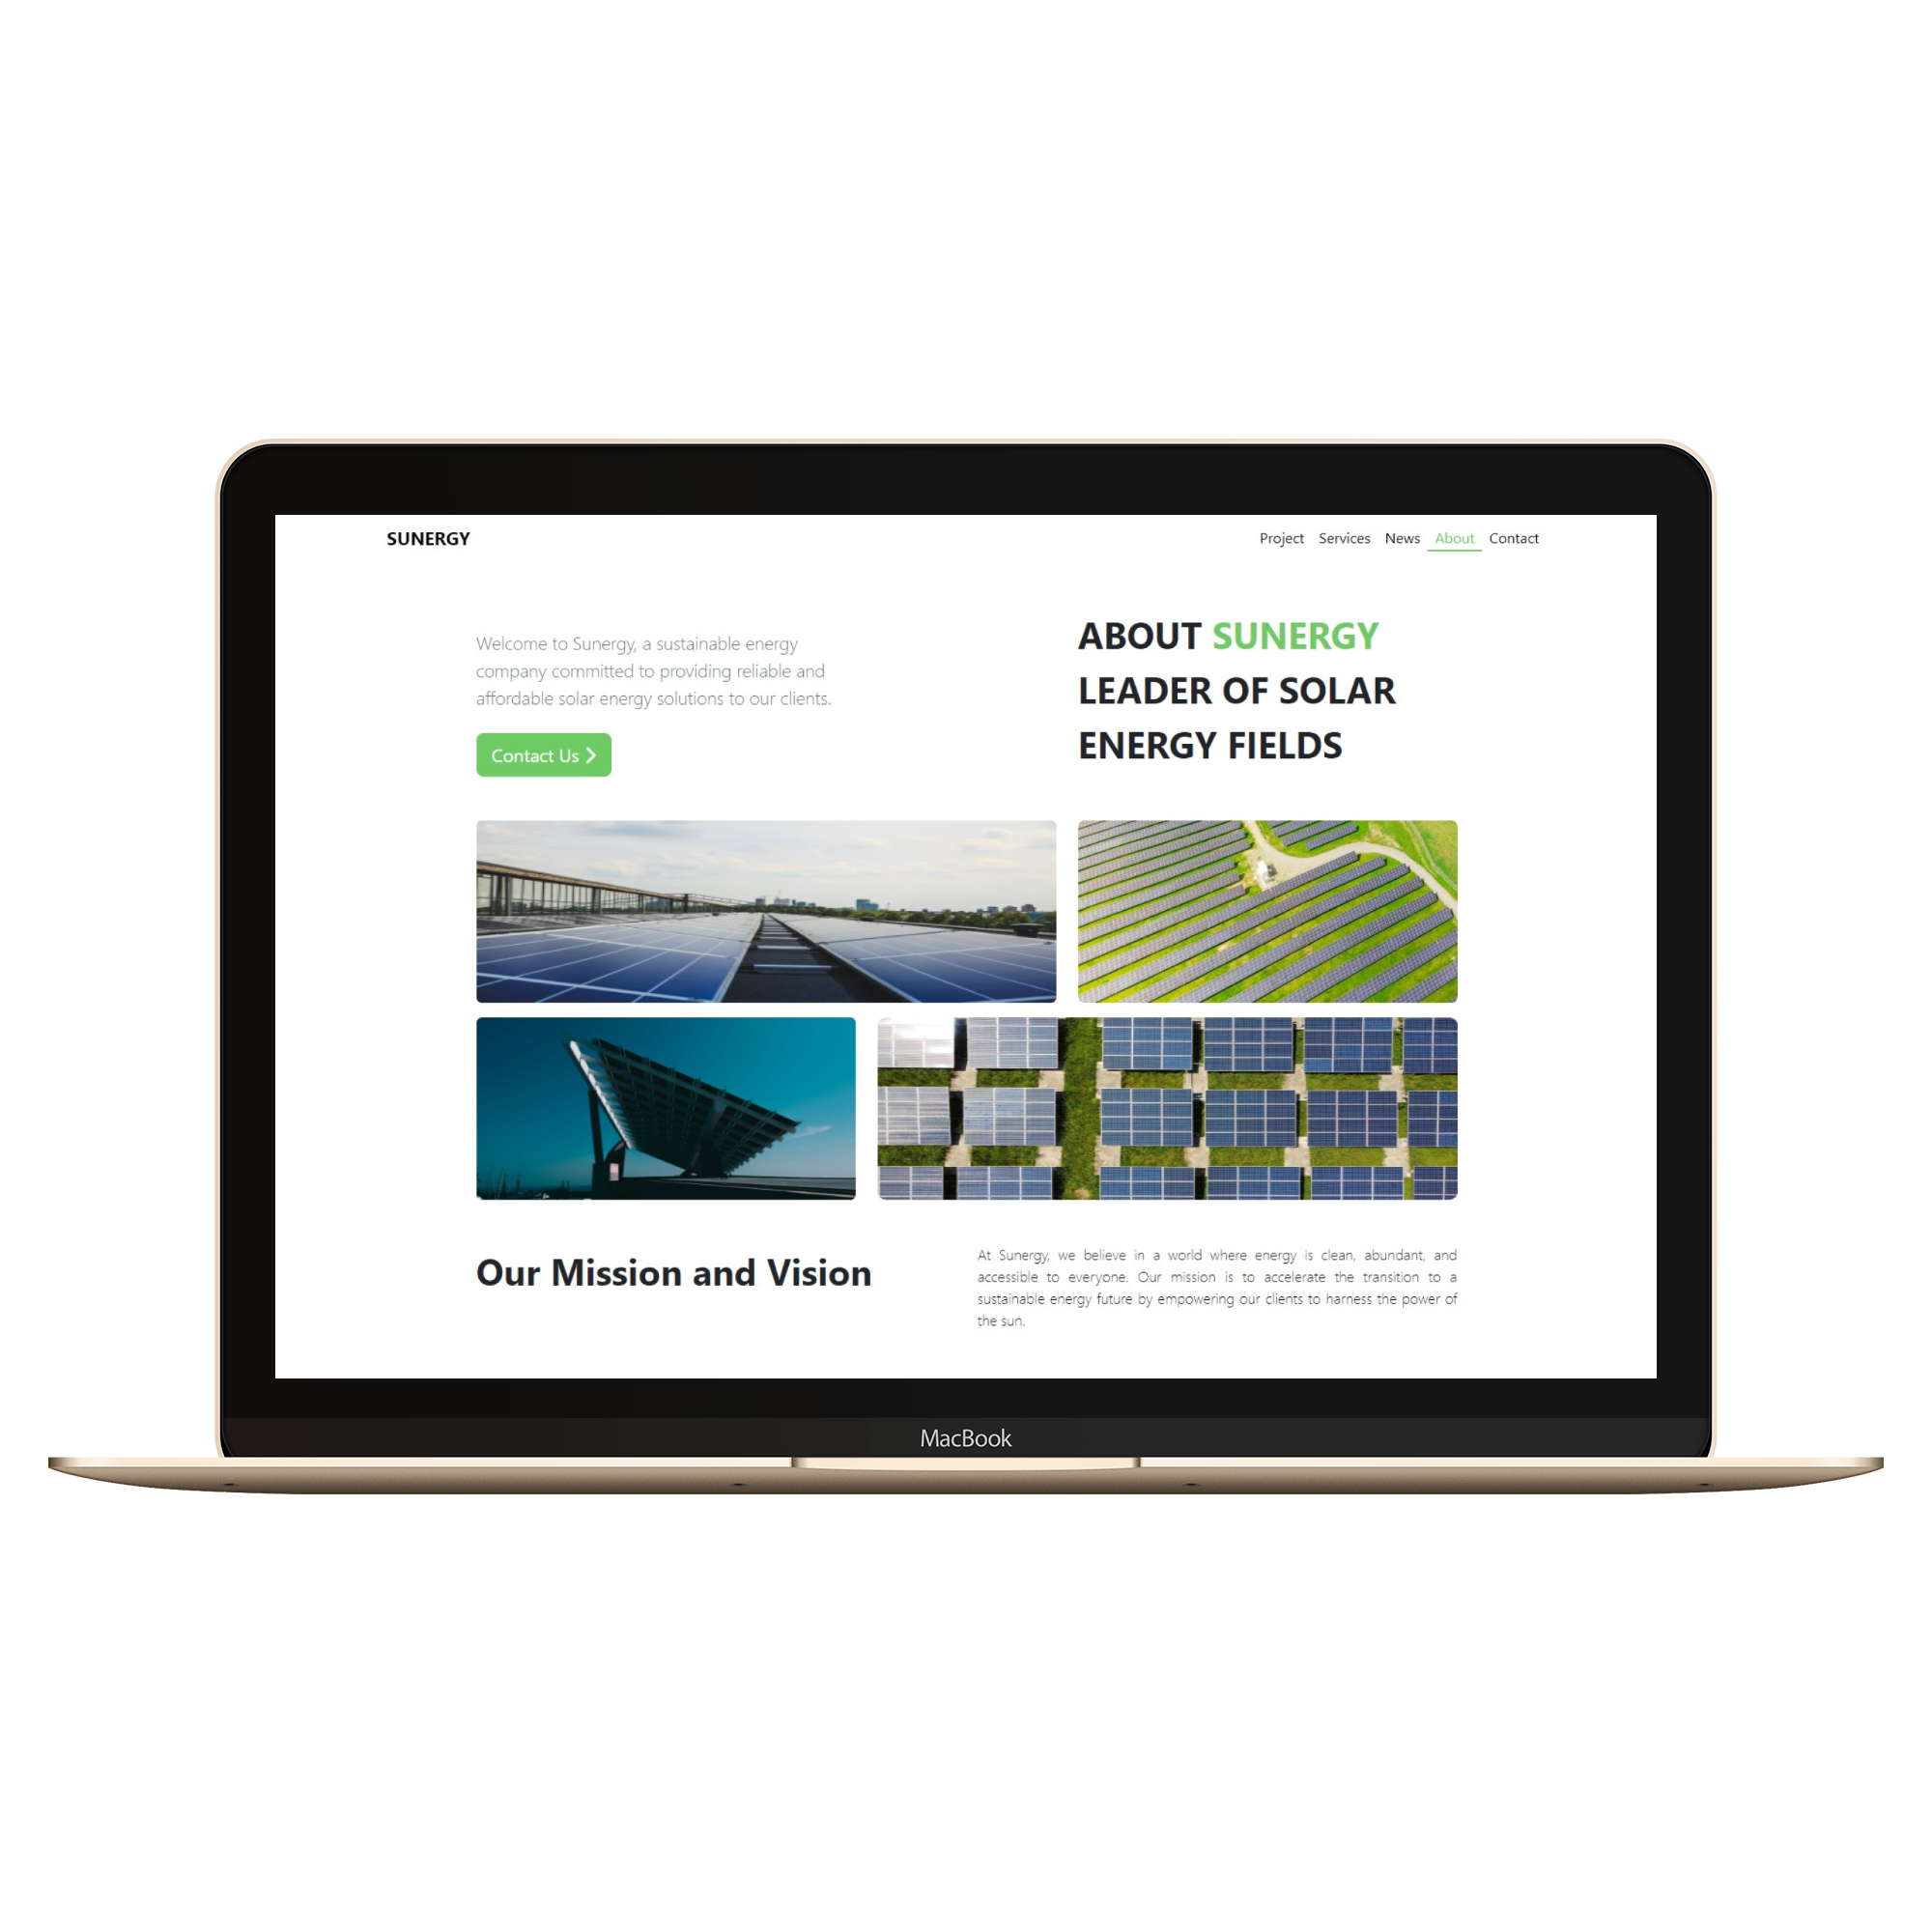 SUNERGY
Project Services News About Contact
Welcome to Sunergy, a sustainable energy
company committed to providing reliable and
affordable solar energy solutions to our clients.
Contact Us
ABOUT SUNERGY
LEADER OF SOLAR
ENERGY FIELDS
Our Mission and Vision
At Sunergy, we believe in a world where energy is clean, abundant, and
accessible to everyone. Our mission is to accelerate the transition to a
sustainable energy future by empowering our clients to harness the power of
the sun.
MacBook